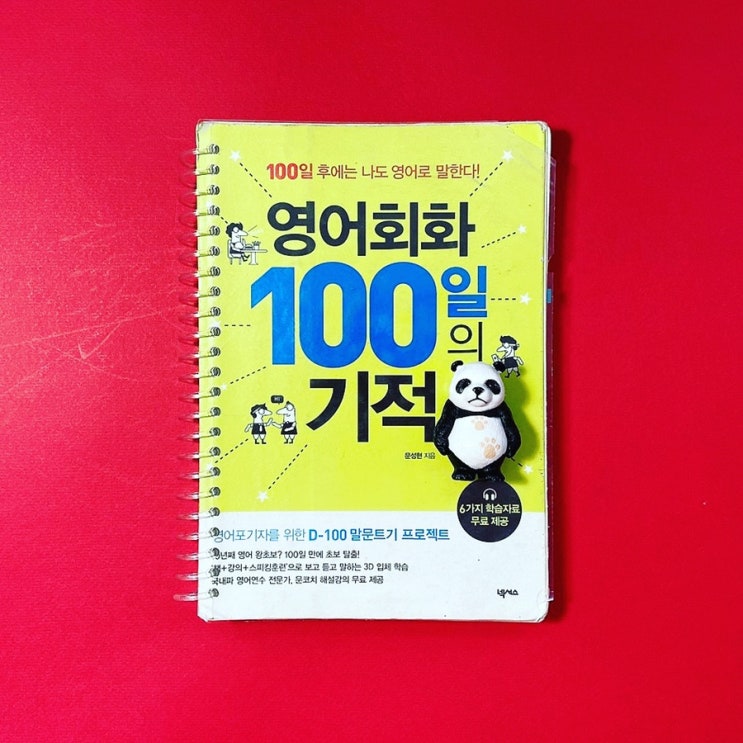 100일 후에는 나도 영어로 말한다!
영어회화
100일
의
기적
HI
문성현 지음
6가지 학습자료
무료 제공
영어포기자를 위한 D-100 말문트기 프로젝트
영어 왕초보? 100일 만에 초보 탈출!
강의+스피킹훈련'으로 보고 듣고 말하는 3D 입체 학습
국내파 영어연수 전문가, 문코치 해설강의 무료 제공
넥서스